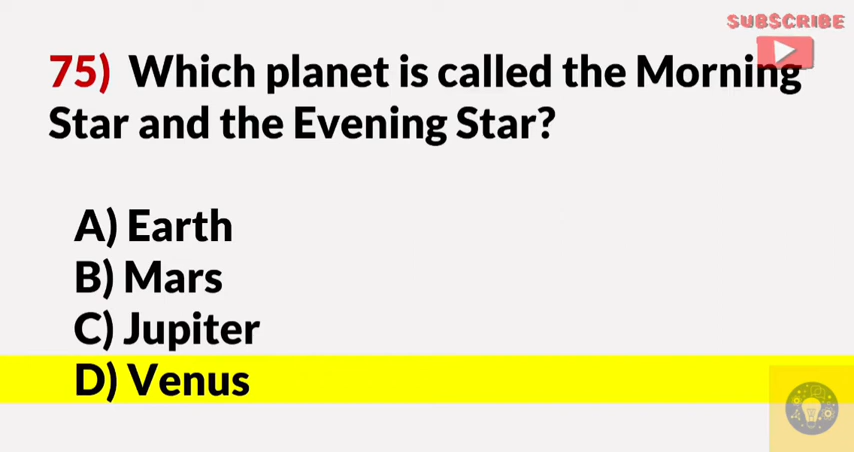 SUBSCRIBE
75) Which planet is called the Morning
Star and the Evening Star?
A) Earth
B) Mars
C) Jupiter
D) Venus